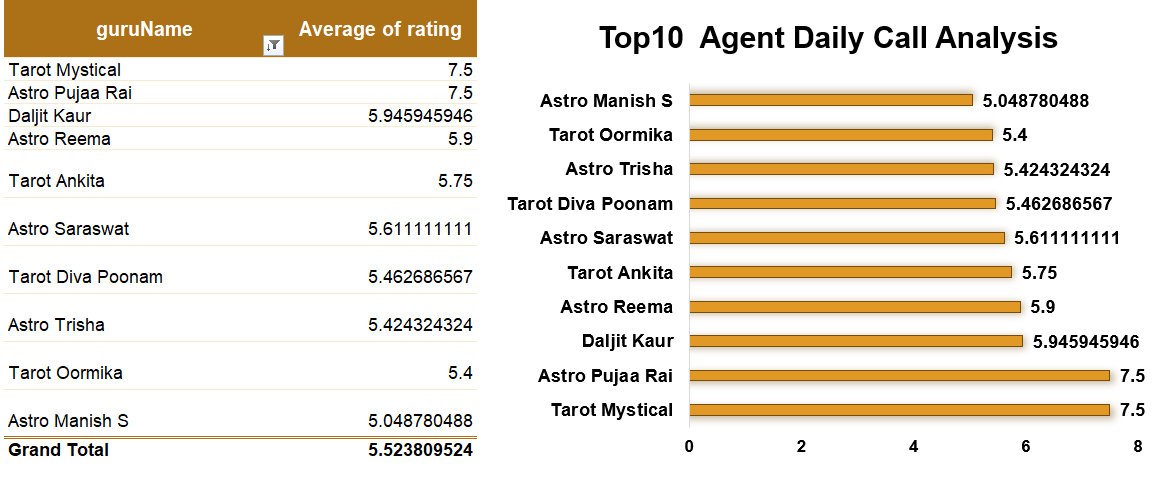 guruName Average of rating
Tarot Mystical 7.5
Astro Pujaa Rai 7.5
Daljit Kaur 5.945945946
Astro Reema 5.9
Tarot Ankita 5.75
Astro Saraswat 5.611111111
Tarot Diva Poonam 5.462686567
Astro Trisha 5.424324324
Tarot Oormika 5.4
Astro Manish S 5.048780488
Grand Total 5.523809524
Top10 Agent Daily Call Analysis
Astro Manish S 5.048780488
Tarot Oormika 5.4
Astro Trisha 5.424324324
Tarot Diva Poonam 5.462686567
Astro Saraswat 5.611111111
Tarot Ankita 5.75
Astro Reema 5.9
Daljit Kaur 5.945945946
Astro Pujaa Rai 7.5
Tarot Mystical 7.5
0 2 4 6 8